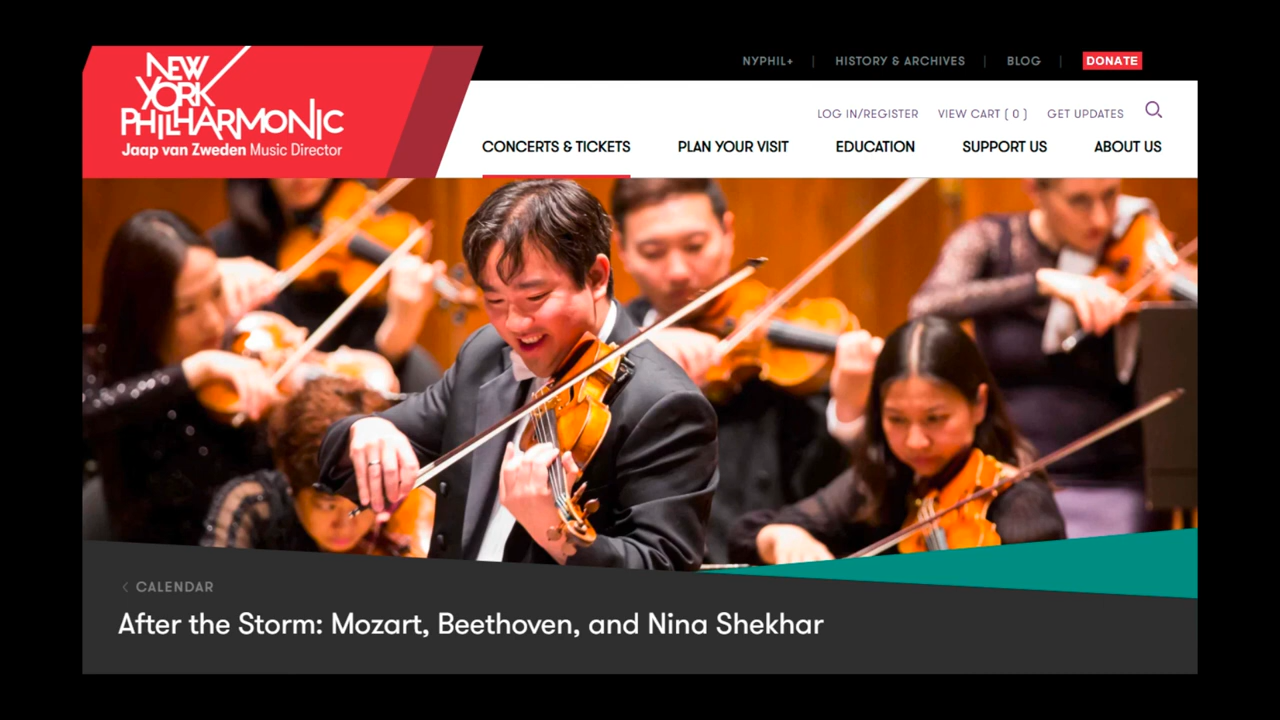 NEW
YORK
PHILHARMONIC
Jaap van Zweden Music Director
NYPHIL+ | HISTORY & ARCHIVES | BLOG | DONATE
LOG IN/REGISTER VIEW CART ( 0 ) GET UPDATES
CONCERTS & TICKETS PLAN YOUR VISIT EDUCATION SUPPORT US ABOUT US
< CALENDAR
After the Storm: Mozart, Beethoven, and Nina Shekhar